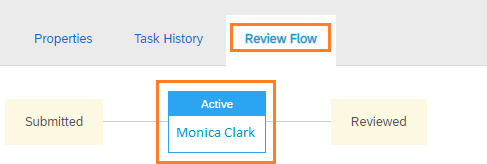 Properties Task History Review Flow
Active
Submitted Monica Clark Reviewed